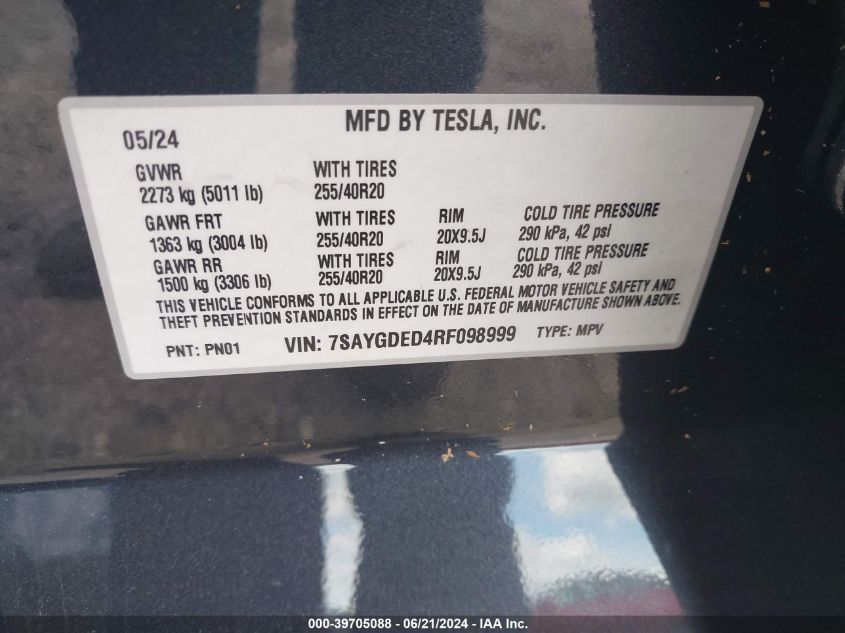 05/24 MFD BY TESLA, INC.
GVWR WITH TIRES
2273 kg (5011 lb) 255/40R20
GAWR FRT WITH TIRES RIM COLD TIRE PRESSURE
1363 kg (3004 lb) 255/40R20 20X9.5J 290 kPa, 42 psi
GAWR RR WITH TIRES RIM COLD TIRE PRESSURE
1500 kg (3306 lb) 255/40R20 20X9.5J 290 kPa, 42 psi
THIS VEHICLE CONFORMS TO ALL APPLICABLE U.S. FEDERAL MOTOR VEHICLE SAFETY AND
THEFT PREVENTION STANDARDS IN EFFECT ON THE DATE OF MANUFACTURE SHOWN ABOVE.
PNT: PN01 VIN: 7SAYGDED4RF098999 TYPE: MPV
000-39705088 - 06/21/2024 - IAA, Inc.